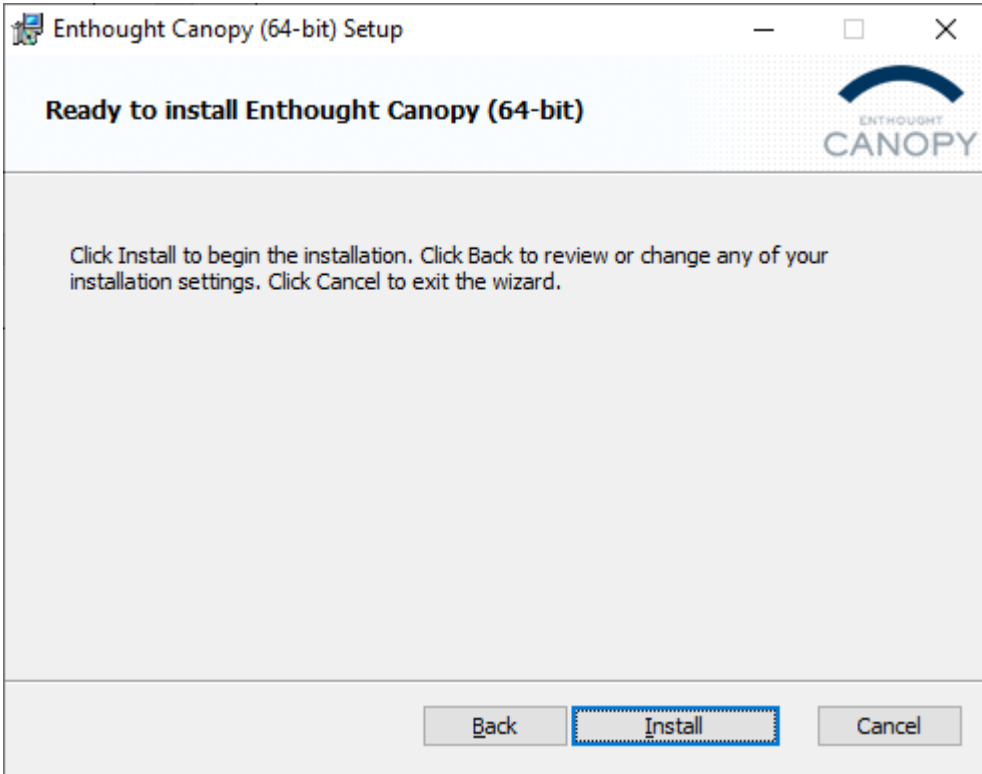 Enthought Canopy (64-bit) Setup
Ready to install Enthought Canopy (64-bit)
ENTHOUGHT
CANOPY
Click Install to begin the installation. Click Back to review or change any of your
installation settings. Click Cancel to exit the wizard.
Back Install Cancel